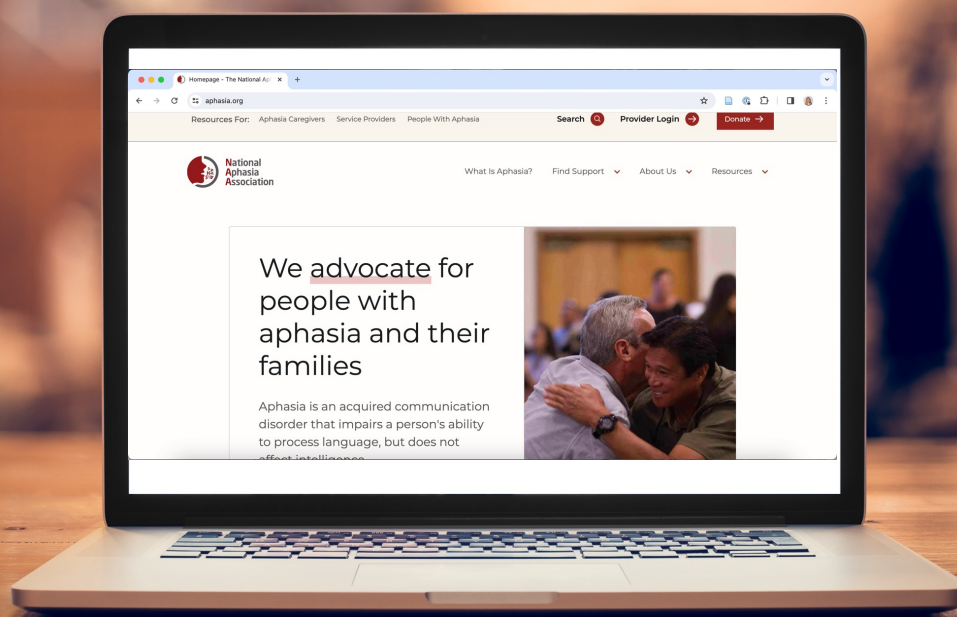 Homepage - The National Ap
aphasia.org
Resources For: Aphasia Caregivers Service Providers People With Aphasia Search Provider Login Donate
National
Aphasia
Association
What Is Aphasia? Find Support About Us Resources
We advocate for
people with
aphasia and their
families
Aphasia is an acquired communication
disorder that impairs a person's ability
to process language, but does not
affect intelligence